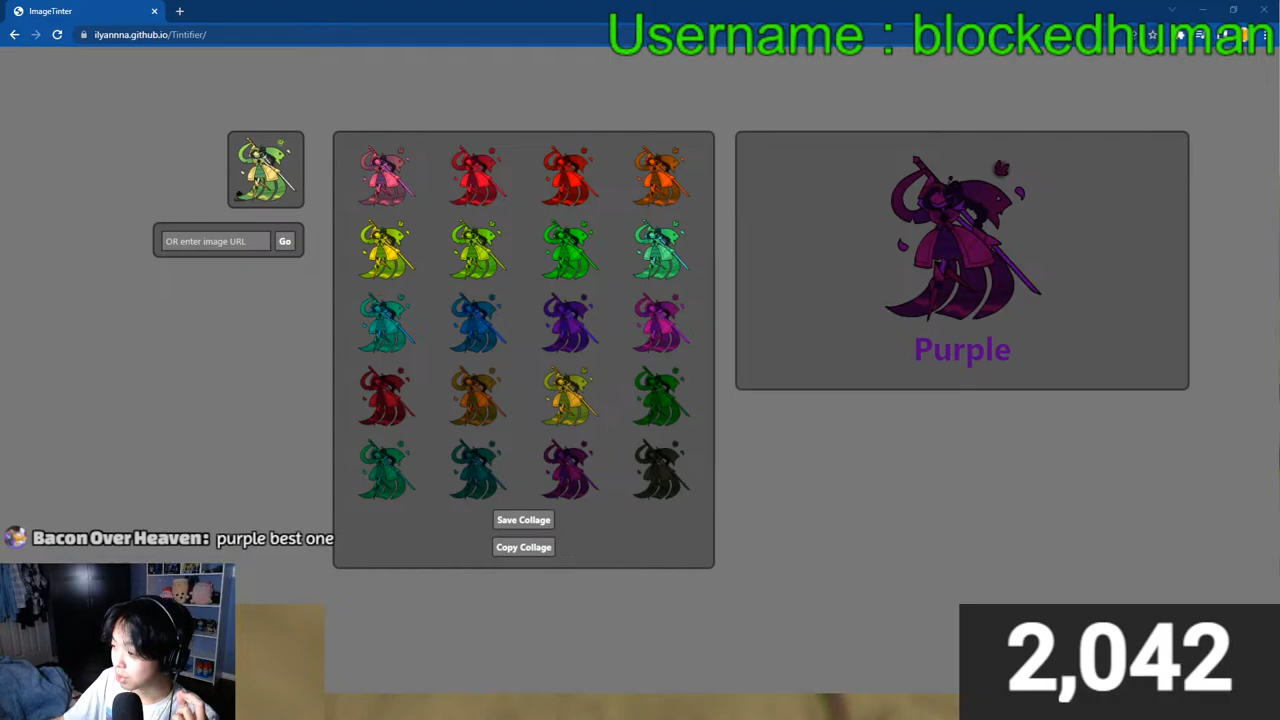 ImageTinter
ilyannna.github.io/Tintifier/
Username : blockedhuman
OR enter image URL Go
Purple
Save Collage
Copy Collage
Bacon Over Heaven: purple best one
2,042